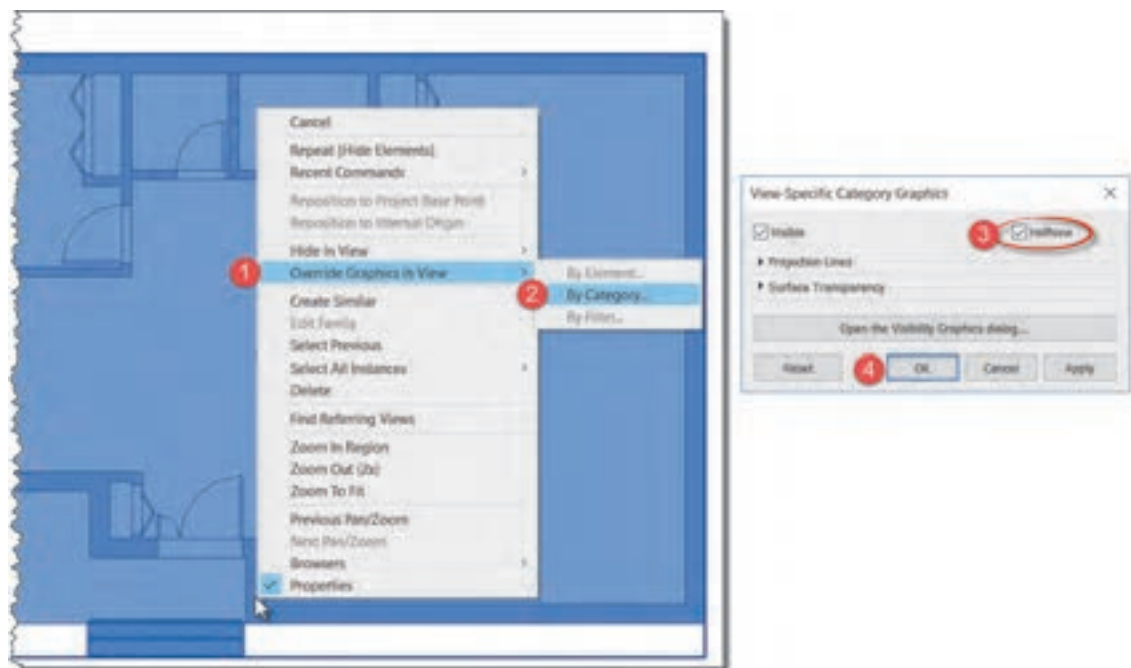 Cancel
Repeat [Hide Elements]
Recent Commands
Reposition to Project Base Point
Reposition to Internal Origin
Hide in View
1
Override Graphics in View
By Element...
2
By Category...
By Filter...
Create Similar
Edit Family
Select Previous
Select All Instances
Delete
Find Referring Views
Zoom In Region
Zoom Out (2x)
Zoom To Fit
Previous Pan/Zoom
Next Pan/Zoom
Browsers
Properties
View-Specific Category Graphics
Visible
3
Halftone
Projection Lines
Surface Transparency
Open the Visibility Graphics dialog...
Reset
4
OK
Cancel
Apply